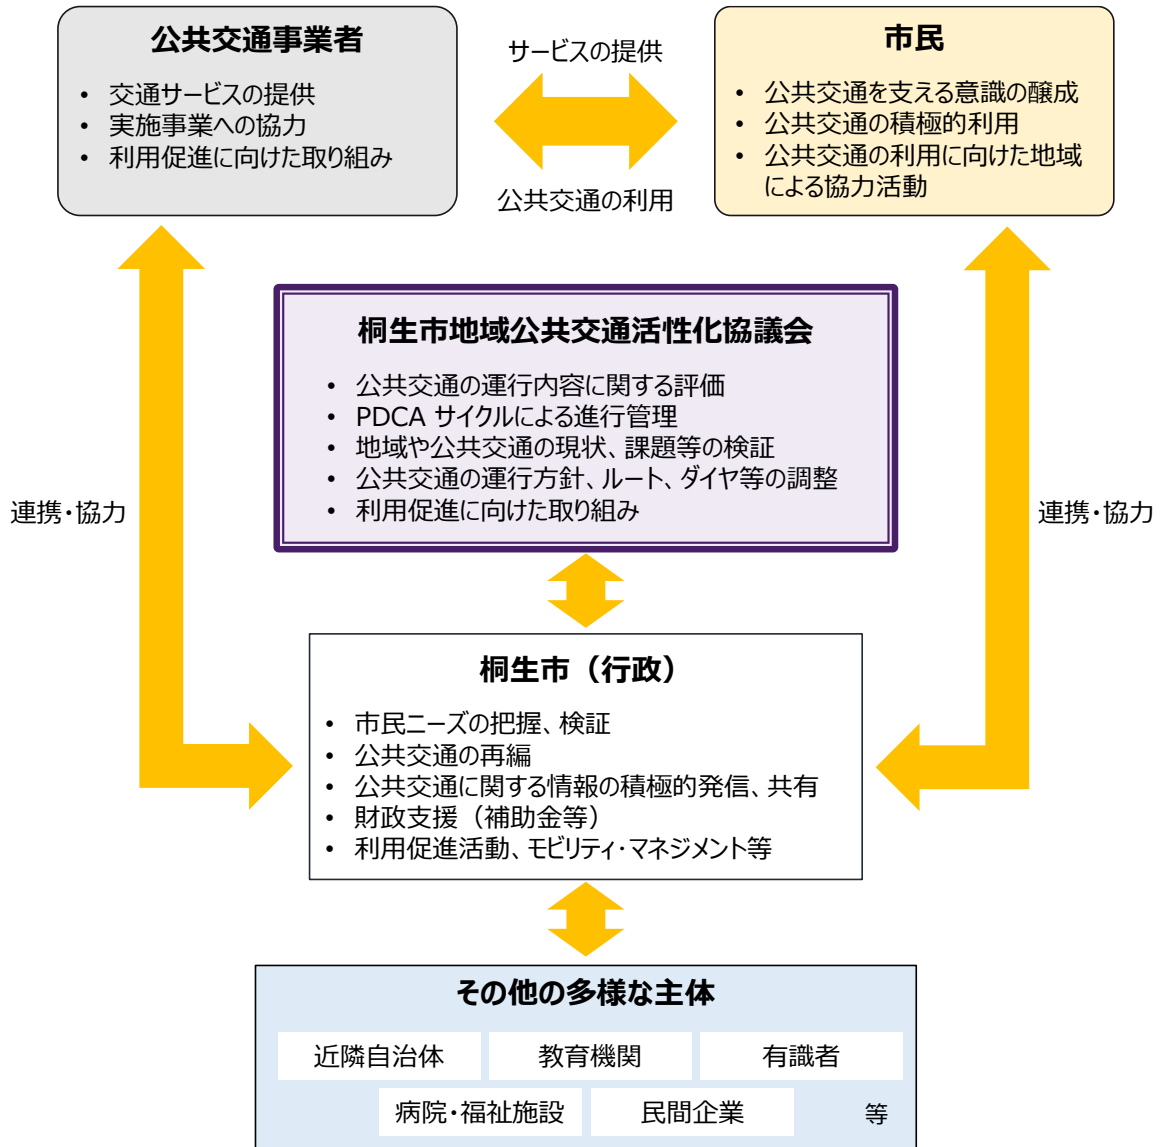 公共交通事業者
• 交通サービスの提供
• 実施事業への協力
• 利用促進に向けた取り組み
サービスの提供
公共交通の利用
市民
• 公共交通を支える意識の醸成
• 公共交通の積極的利用
• 公共交通の利用に向けた地域
による協力活動
桐生市地域公共交通活性化協議会
• 公共交通の運行内容に関する評価
• PDCA サイクルによる進行管理
• 地域や公共交通の現状、課題等の検証
• 公共交通の運行方針、ルート、ダイヤ等の調整
• 利用促進に向けた取り組み
連携・協力
連携・協力
桐生市（行政）
• 市民ニーズの把握、検証
• 公共交通の再編
• 公共交通に関する情報の積極的発信、共有
• 財政支援（補助金等）
• 利用促進活動、モビリティ・マネジメント等
その他の多様な主体
近隣自治体
教育機関
有識者
病院・福祉施設
民間企業
等